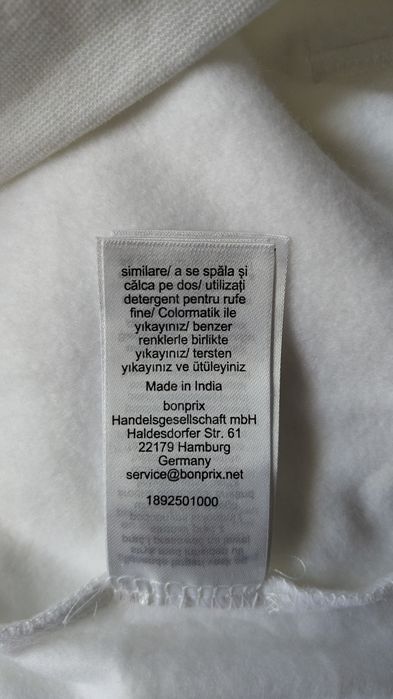 similare/ a se spăla și
călca pe dos/ utilizați
detergent pentru rufe
fine/ Colormatik ile
yıkayınız/ benzer
renklerle birlikte
yıkayınız/ tersten
yıkayınız ve ütüleyiniz
Made in India
bonprix
Handelsgesellschaft mbH
Haldesdorfer Str. 61
22179 Hamburg
Germany
service@bonprix.net
1892501000